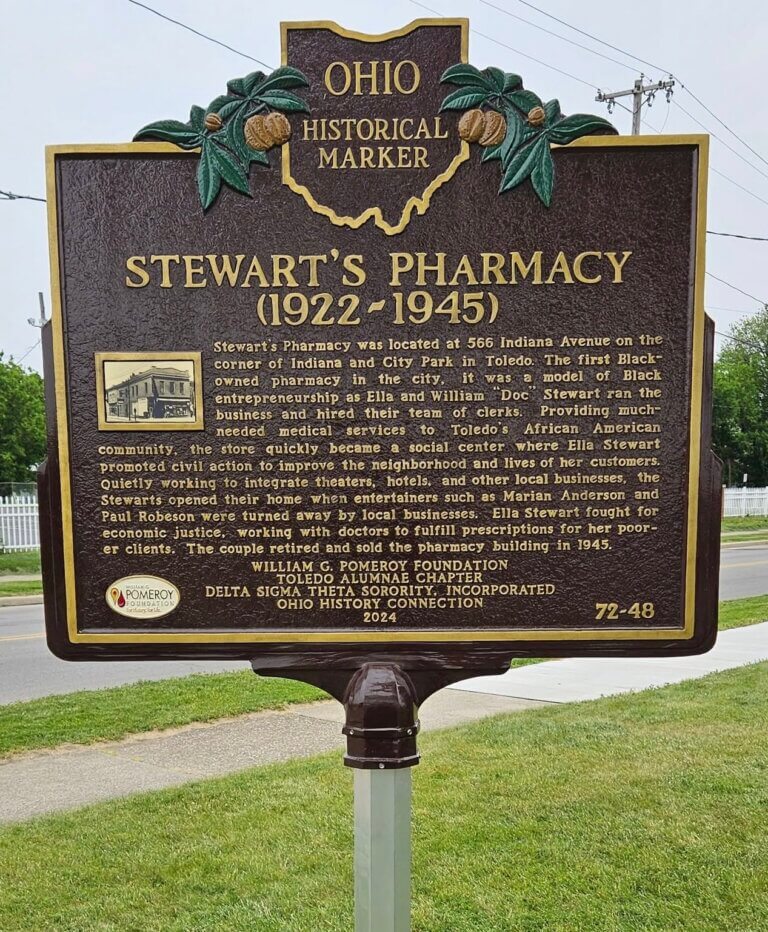 OHIO
HISTORICAL
MARKER
STEWART'S PHARMACY
(1922-1945)
Stewart's Pharmacy was located at 566 Indiana Avenue on the
corner of Indiana and City Park in Toledo. The first Black-
owned pharmacy in the city, it was a model of Black
entrepreneurship as Ella and William "Doc" Stewart ran the
business and hired their team of clerks. Providing much-
needed medical services to Toledo's African American
community, the store quickly became a social center where Ella Stewart
promoted civil action to improve the neighborhood and lives of her customers.
Quietly working to integrate theaters, hotels, and other local businesses, the
Stewarts opened their home when entertainers such as Marian Anderson and
Paul Robeson were turned away by local businesses. Ella Stewart fought for
economic justice, working with doctors to fulfill prescriptions for her poor-
er clients. The couple retired and sold the pharmacy building in 1945.
WILLIAM G. POMEROY FOUNDATION
TOLEDO ALUMNAE CHAPTER
DELTA SIGMA THETA SORORITY, INCORPORATED
OHIO HISTORY CONNECTION
2024
WILLIAM G.
POMEROY
FOUNDATION
For History. For Life.
72-48